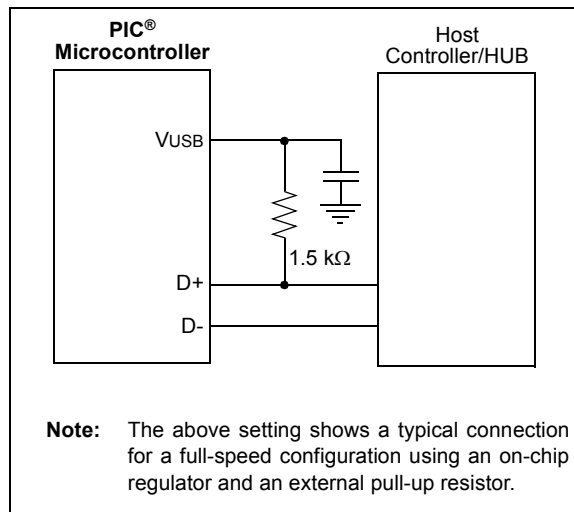 PIC®
Microcontroller
Host
Controller/HUB
VUSB
1.5 kΩ
D+
D-
Note: The above setting shows a typical connection
for a full-speed configuration using an on-chip
regulator and an external pull-up resistor.